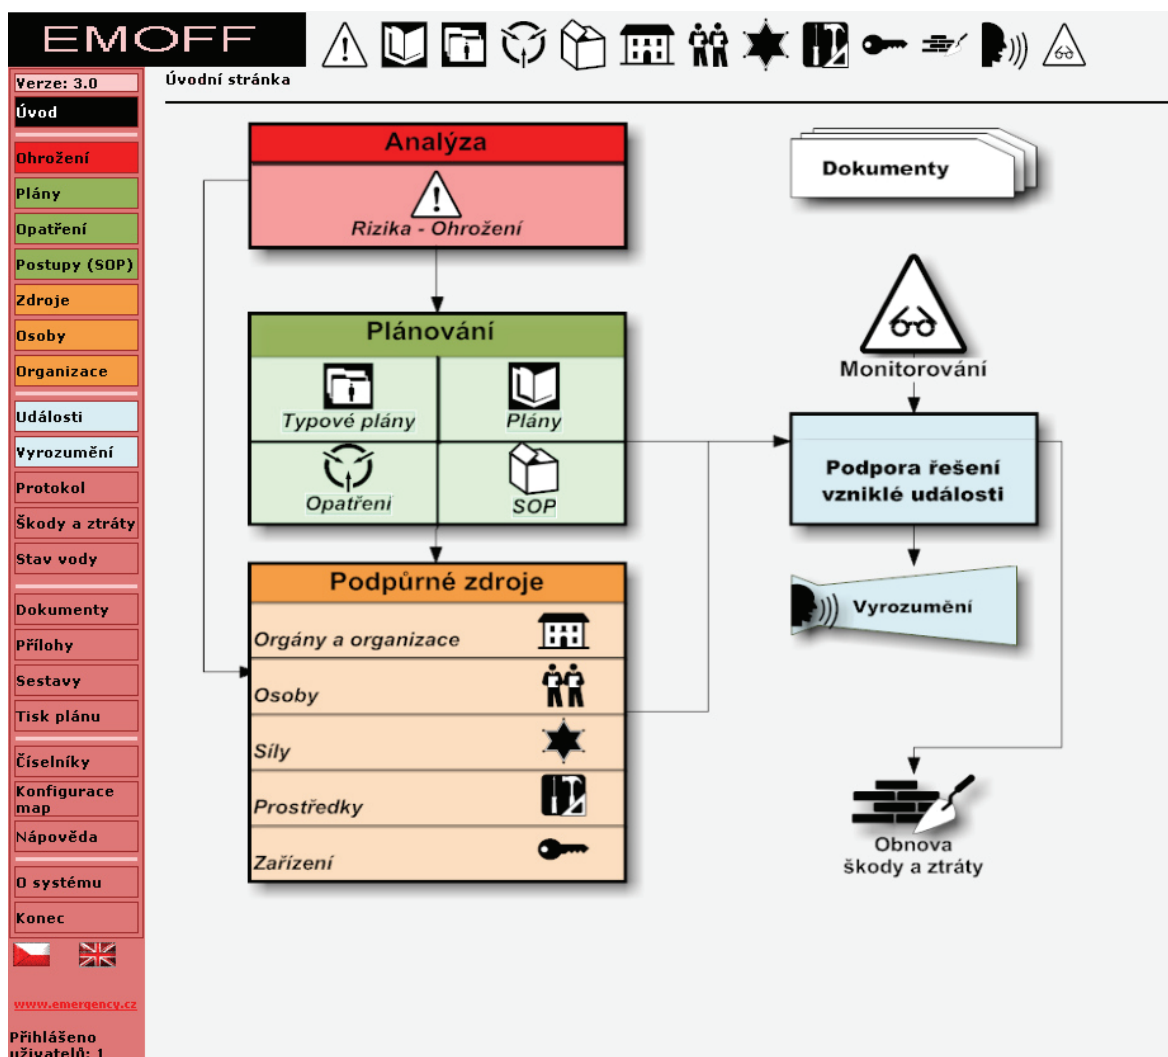 EMOFF
Verze: 3.0
Úvod
Ohrožení
Plány
Opatření
Postupy (SOP)
Zdroje
Osoby
Organizace
Události
Vyrozumění
Protokol
Škody a ztráty
Stav vody
Dokumenty
Přílohy
Sestavy
Tisk plánu
Číselníky
Konfigurace
map
Nápověda
O systému
Konec
www.emergency.cz
Přihlášeno
uživatelů: 1
Úvodní stránka
Analýza
Rizika - Ohrožení
Plánování
Typové plány
Plány
Opatření
SOP
Podpůrné zdroje
Orgány a organizace
Osoby
Síly
Prostředky
Zařízení
Dokumenty
Monitorování
Podpora řešení
vzniklé události
Vyrozumění
Obnova
škody a ztráty